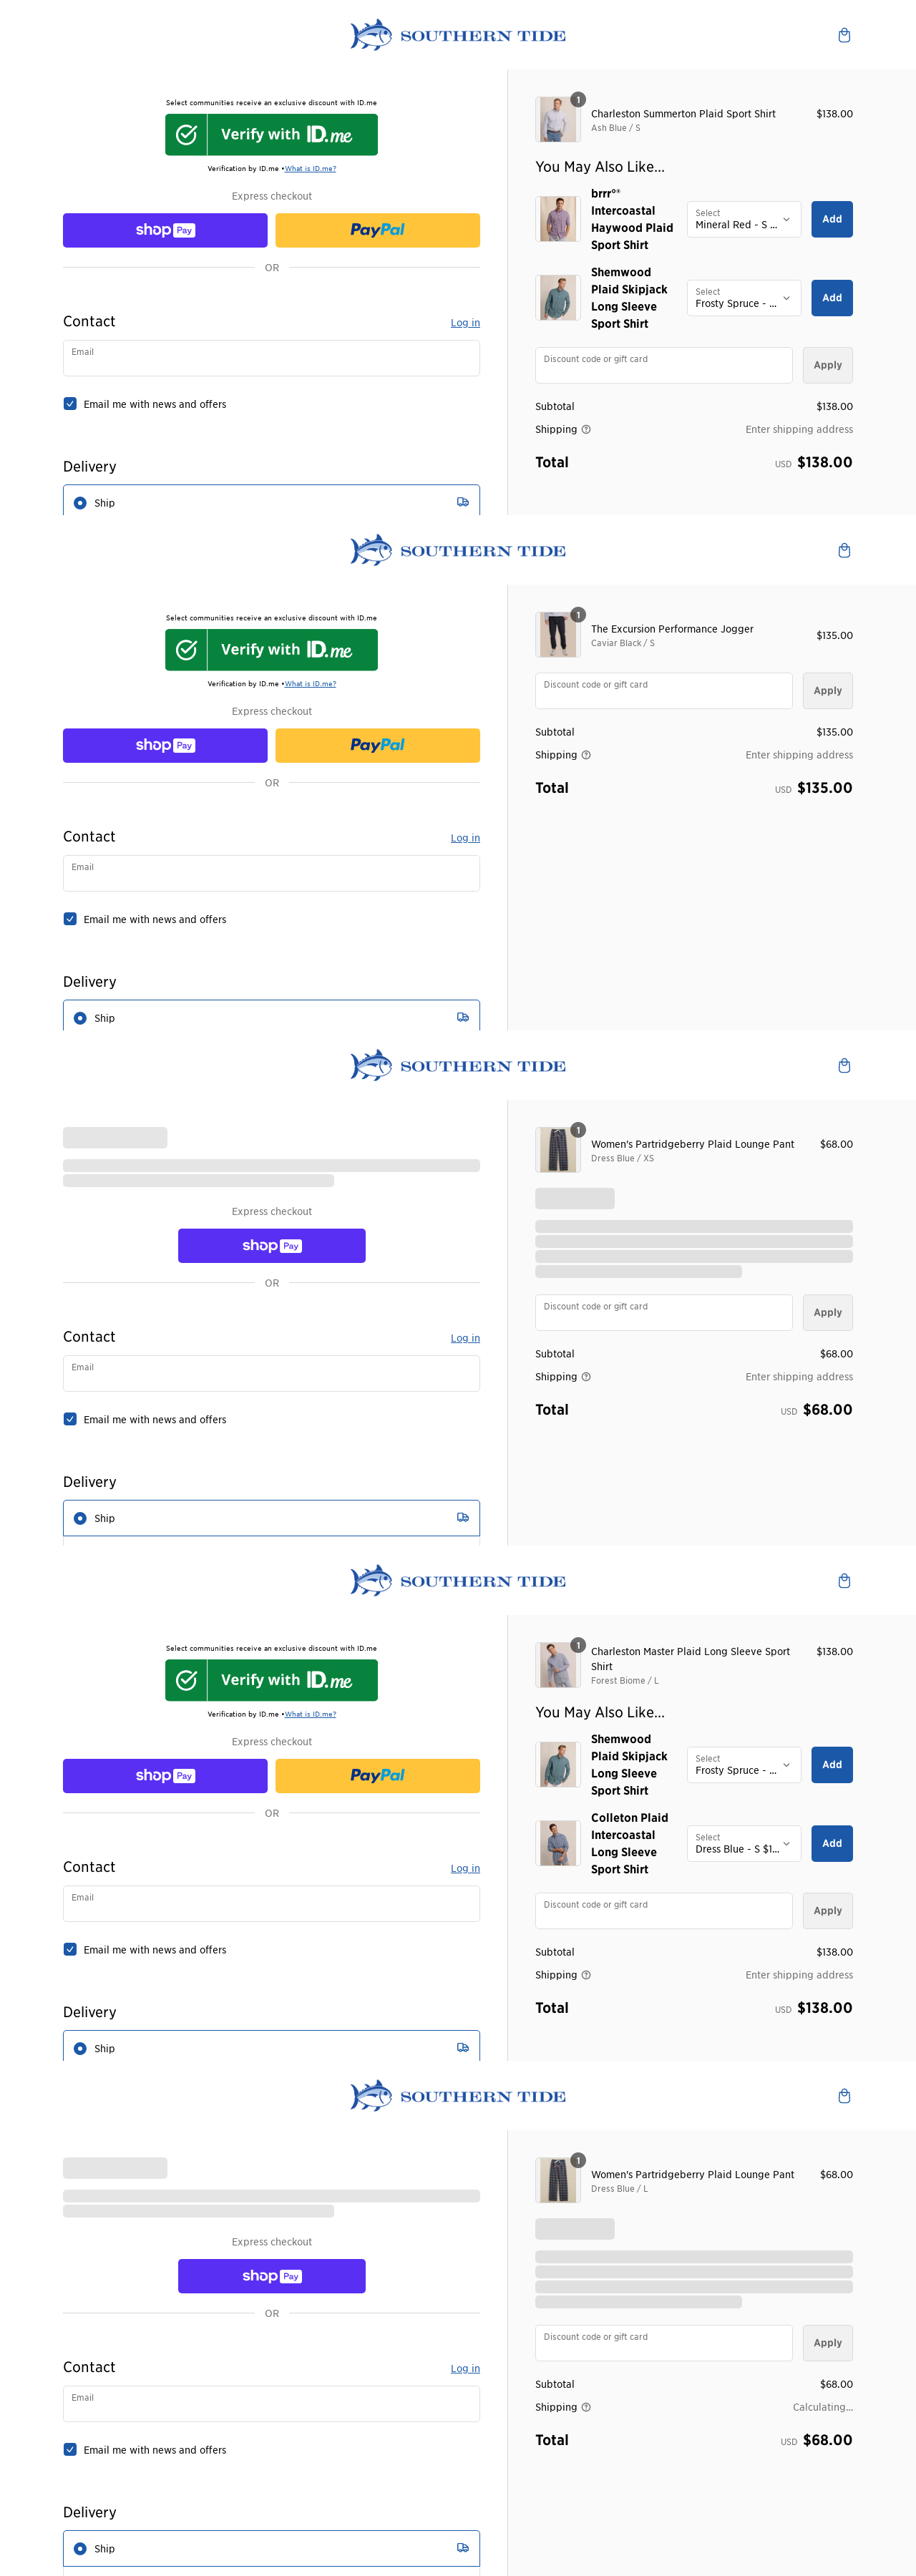 SOUTHERN TIDE
Select communities receive an exclusive discount with ID.me
Verify with ID.me
Verification by ID.me • What is ID.me?
Express checkout
shop Pay
PayPal
OR
Contact
Log in
Email
Email me with news and offers
Delivery
Ship
1
Charleston Summerton Plaid Sport Shirt
$138.00
Ash Blue / S
You May Also Like...
brrr°®
Intercoastal
Haywood Plaid
Sport Shirt
Select
Mineral Red - S ...
Add
Shemwood
Plaid Skipjack
Long Sleeve
Sport Shirt
Select
Frosty Spruce - ...
Add
Discount code or gift card
Apply
Subtotal
$138.00
Shipping
Enter shipping address
Total
USD $138.00
SOUTHERN TIDE
Select communities receive an exclusive discount with ID.me
Verify with ID.me
Verification by ID.me • What is ID.me?
Express checkout
shop Pay
PayPal
OR
Contact
Log in
Email
Email me with news and offers
Delivery
Ship
1
The Excursion Performance Jogger
$135.00
Caviar Black / S
Discount code or gift card
Apply
Subtotal
$135.00
Shipping
Enter shipping address
Total
USD $135.00
SOUTHERN TIDE
Express checkout
shop Pay
OR
Contact
Log in
Email
Email me with news and offers
Delivery
Ship
1
Women's Partridgeberry Plaid Lounge Pant
$68.00
Dress Blue / XS
Discount code or gift card
Apply
Subtotal
$68.00
Shipping
Enter shipping address
Total
USD $68.00
SOUTHERN TIDE
Select communities receive an exclusive discount with ID.me
Verify with ID.me
Verification by ID.me • What is ID.me?
Express checkout
shop Pay
PayPal
OR
Contact
Log in
Email
Email me with news and offers
Delivery
Ship
1
Charleston Master Plaid Long Sleeve Sport
Shirt
$138.00
Forest Biome / L
You May Also Like...
Shemwood
Plaid Skipjack
Long Sleeve
Sport Shirt
Select
Frosty Spruce - ...
Add
Colleton Plaid
Intercoastal
Long Sleeve
Sport Shirt
Select
Dress Blue - S $1...
Add
Discount code or gift card
Apply
Subtotal
$138.00
Shipping
Enter shipping address
Total
USD $138.00
SOUTHERN TIDE
Express checkout
shop Pay
OR
Contact
Log in
Email
Email me with news and offers
Delivery
Ship
1
Women's Partridgeberry Plaid Lounge Pant
$68.00
Dress Blue / L
Discount code or gift card
Apply
Subtotal
$68.00
Shipping
Calculating...
Total
USD $68.00